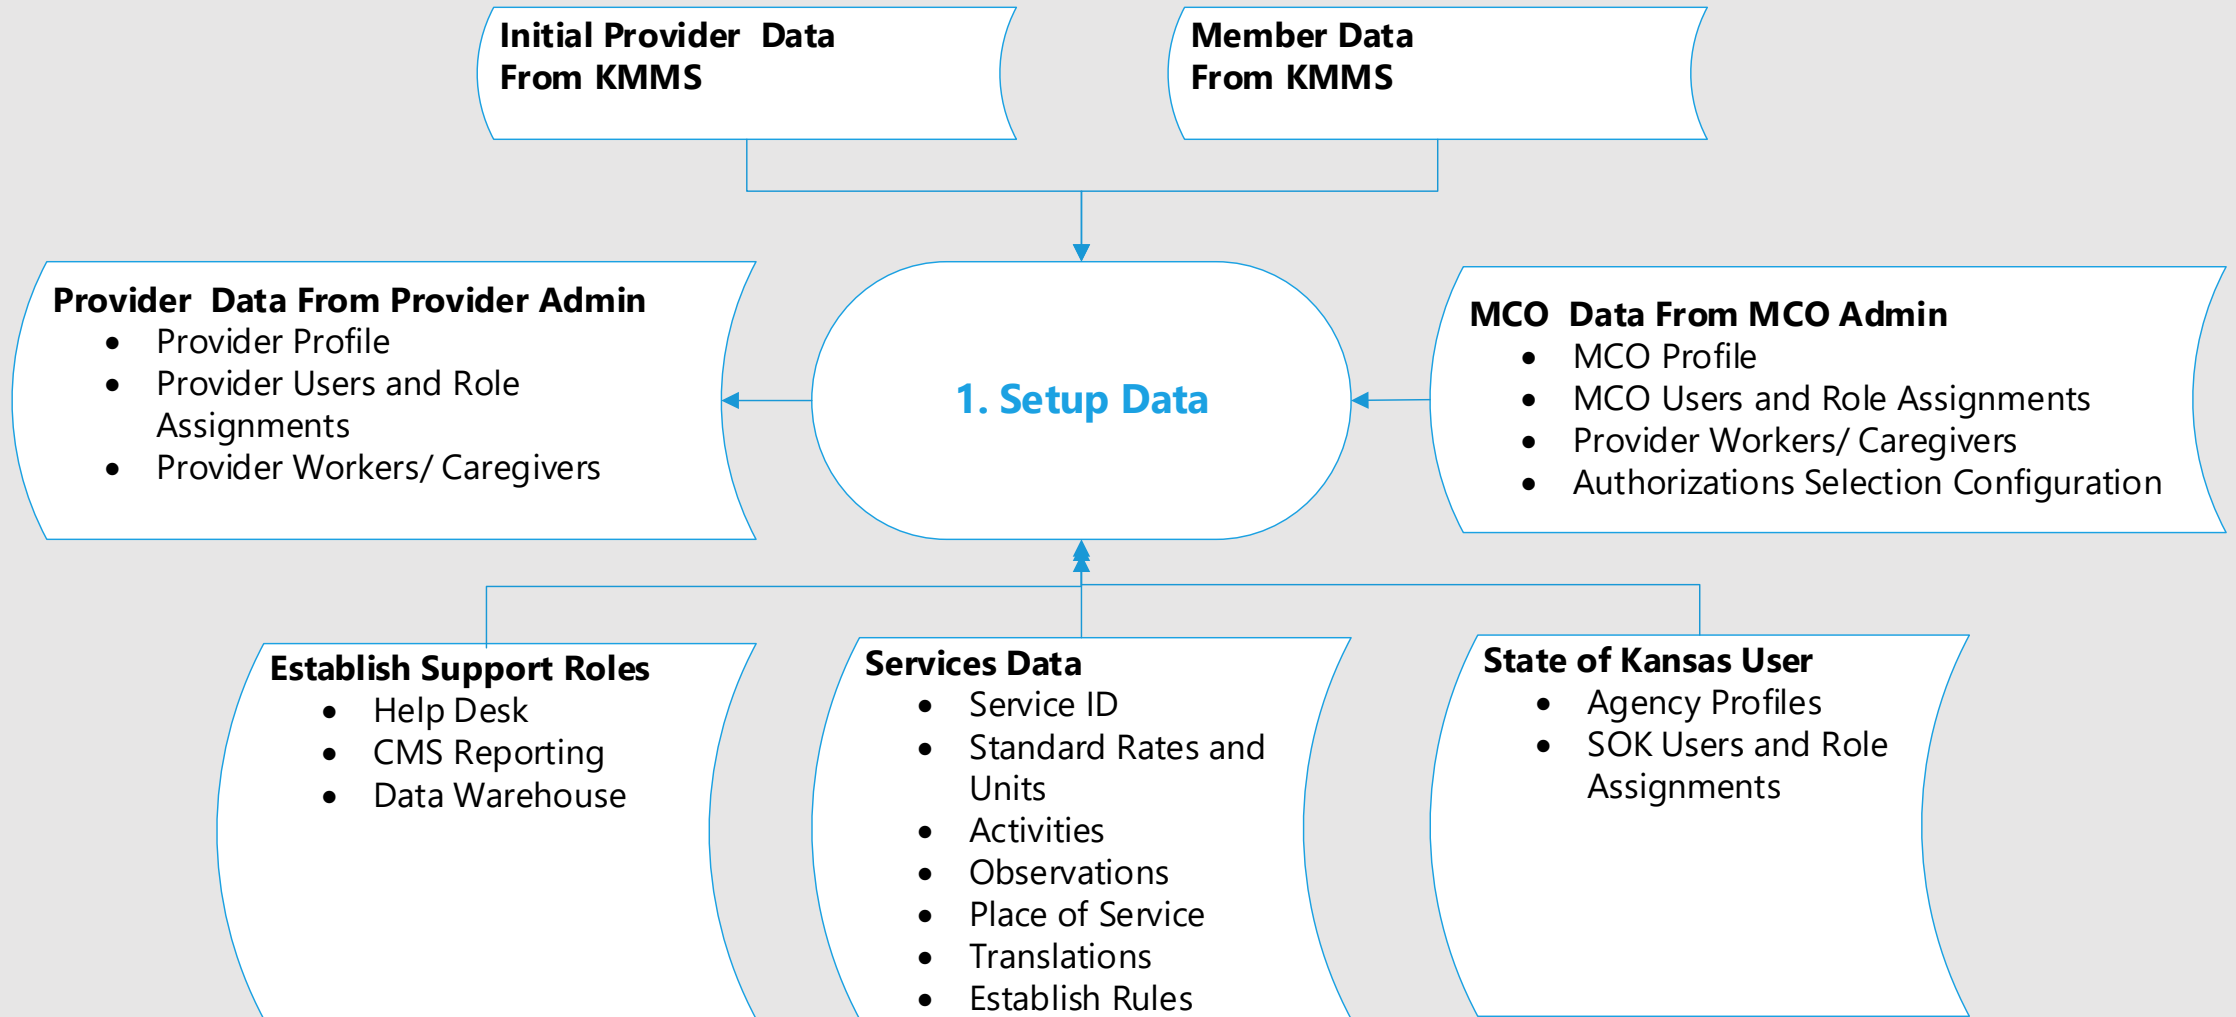 Initial Provider Data
From KMMS
Member Data
From KMMS
Provider Data From Provider Admin
• Provider Profile
• Provider Users and Role
Assignments
• Provider Workers/ Caregivers
1. Setup Data
MCO Data From MCO Admin
• MCO Profile
• MCO Users and Role Assignments
• Provider Workers/ Caregivers
• Authorizations Selection Configuration
Establish Support Roles
• Help Desk
• CMS Reporting
• Data Warehouse
Services Data
• Service ID
• Standard Rates and
Units
• Activities
• Observations
• Place of Service
• Translations
• Establish Rules
State of Kansas User
• Agency Profiles
• SOK Users and Role
Assignments